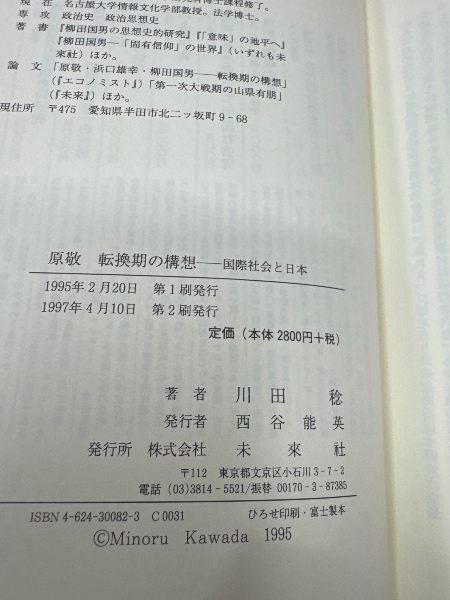 現 在 名古屋大学情報文化学部教授。法学博士。
専 攻 政治史 政治思想史
著 書 『柳田国男の思想史的研究』『「意味」の地平へ』
『柳田国男―「固有信仰」の世界』(いずれも未
来社)ほか。
論 文 「原敬・浜口雄幸・柳田国男――転換期の構想」
(『エコノミスト』)「第一次大戦期の山県有朋」
(『未来』)ほか。
現住所 〒475 愛知県半田市北二ッ坂町9-68
原敬 転換期の構想――国際社会と日本
1995年2月20日 第1刷発行
1997年4月10日 第2刷発行
定価(本体2800円+税)
著者 川田 稔
発行者 西谷能英
発行所 株式会社 未來社
〒112 東京都文京区小石川3-7-2
電話 (03)3814-5521/振替 00170-3-87385
ISBN 4-624-30082-3 C 0031 ひろせ印刷・富士製本
©Minoru Kawada 1995